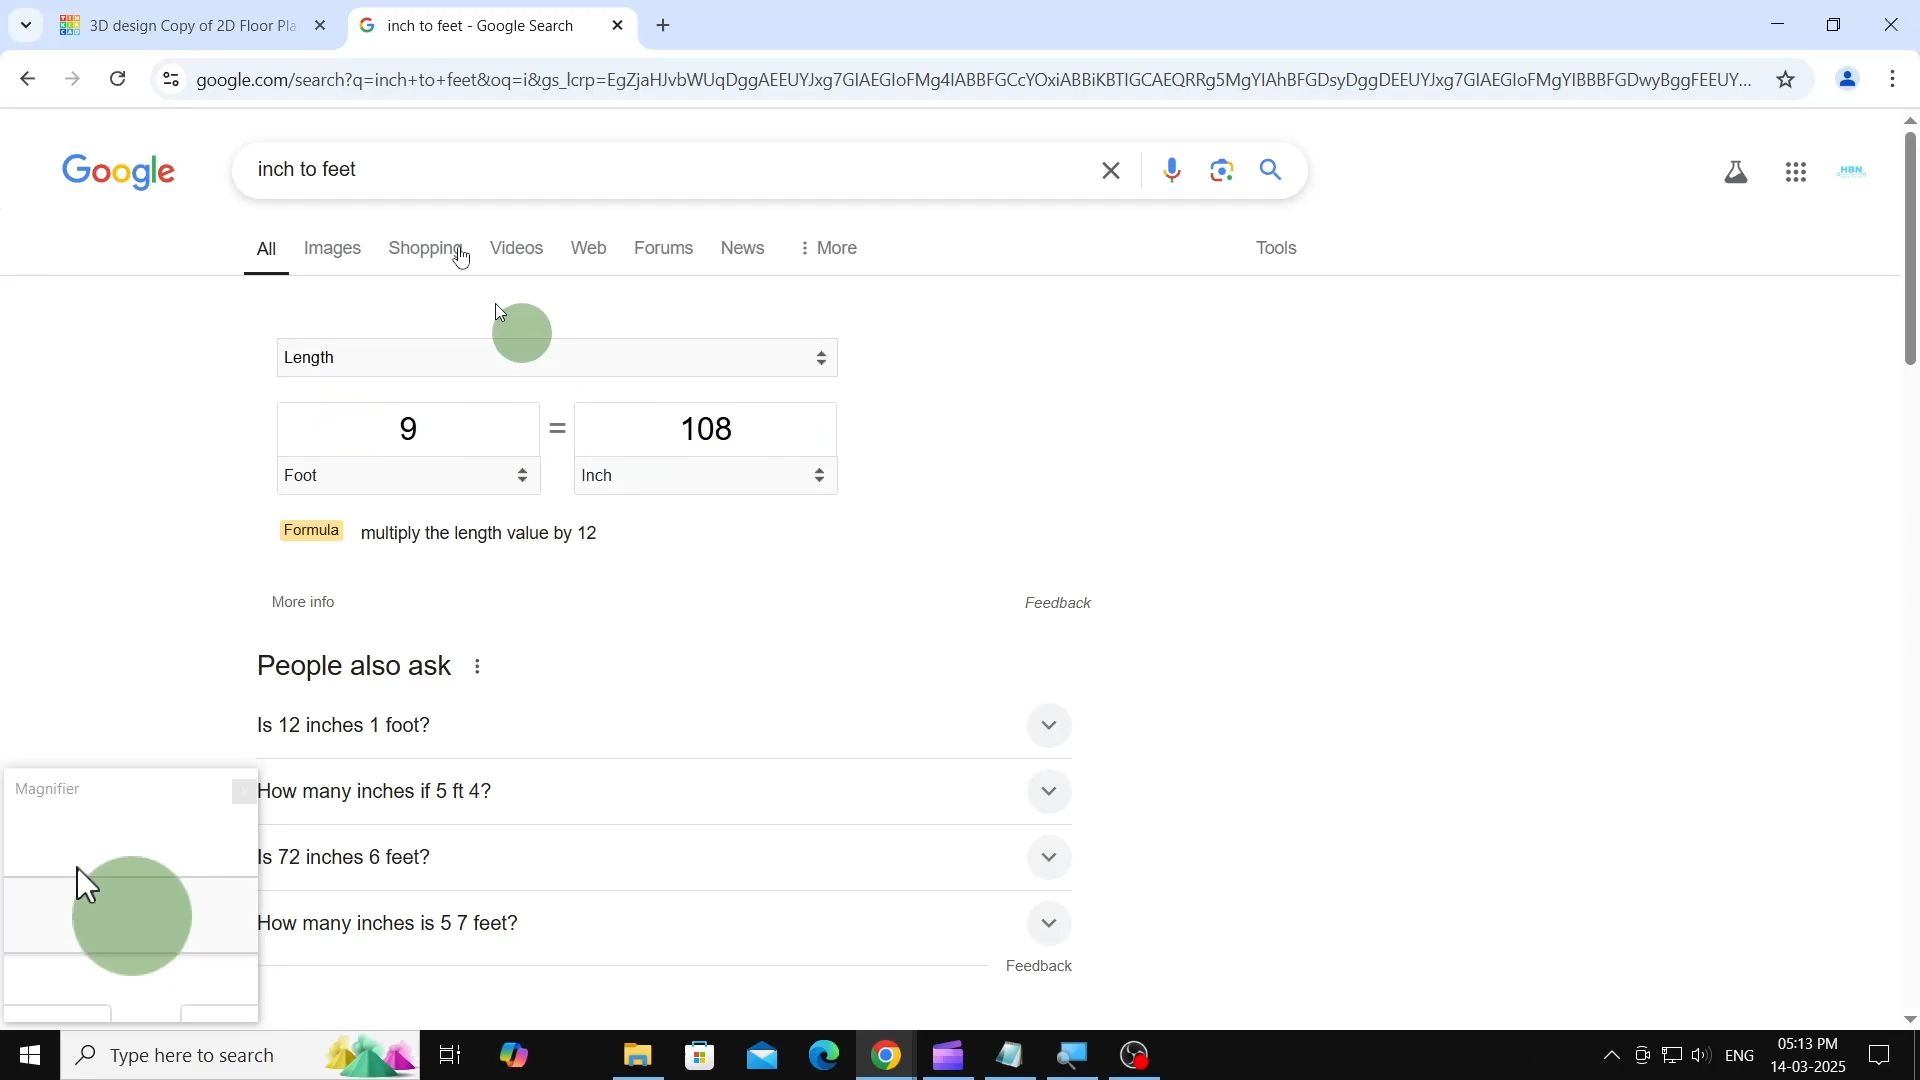 3D design Copy of 2D Floor Pla
inch to feet - Google Search
google.com/search?q=inch+to+feet&oq=i&gs_lcrp=EgZjaHJvbWUqDggAEEUYJxg7GIAEGIoFMg4IABBFGCcYOxiABBiKBTIGCAEQRRg5MgYIAhBFGDsyDggDEEUYJxg7GIAEGIoFMgYIBBBFGDwyBggFEEUY...
Google
inch to feet
HBN
All Images Shopping Videos Web Forums News More Tools
Length
9 = 108
Foot Inch
Formula multiply the length value by 12
More info Feedback
People also ask
Is 12 inches 1 foot?
How many inches if 5 ft 4?
Is 72 inches 6 feet?
How many inches is 5 7 feet?
Feedback
Magnifier
Type here to search
ENG
05:13 PM
14-03-2025